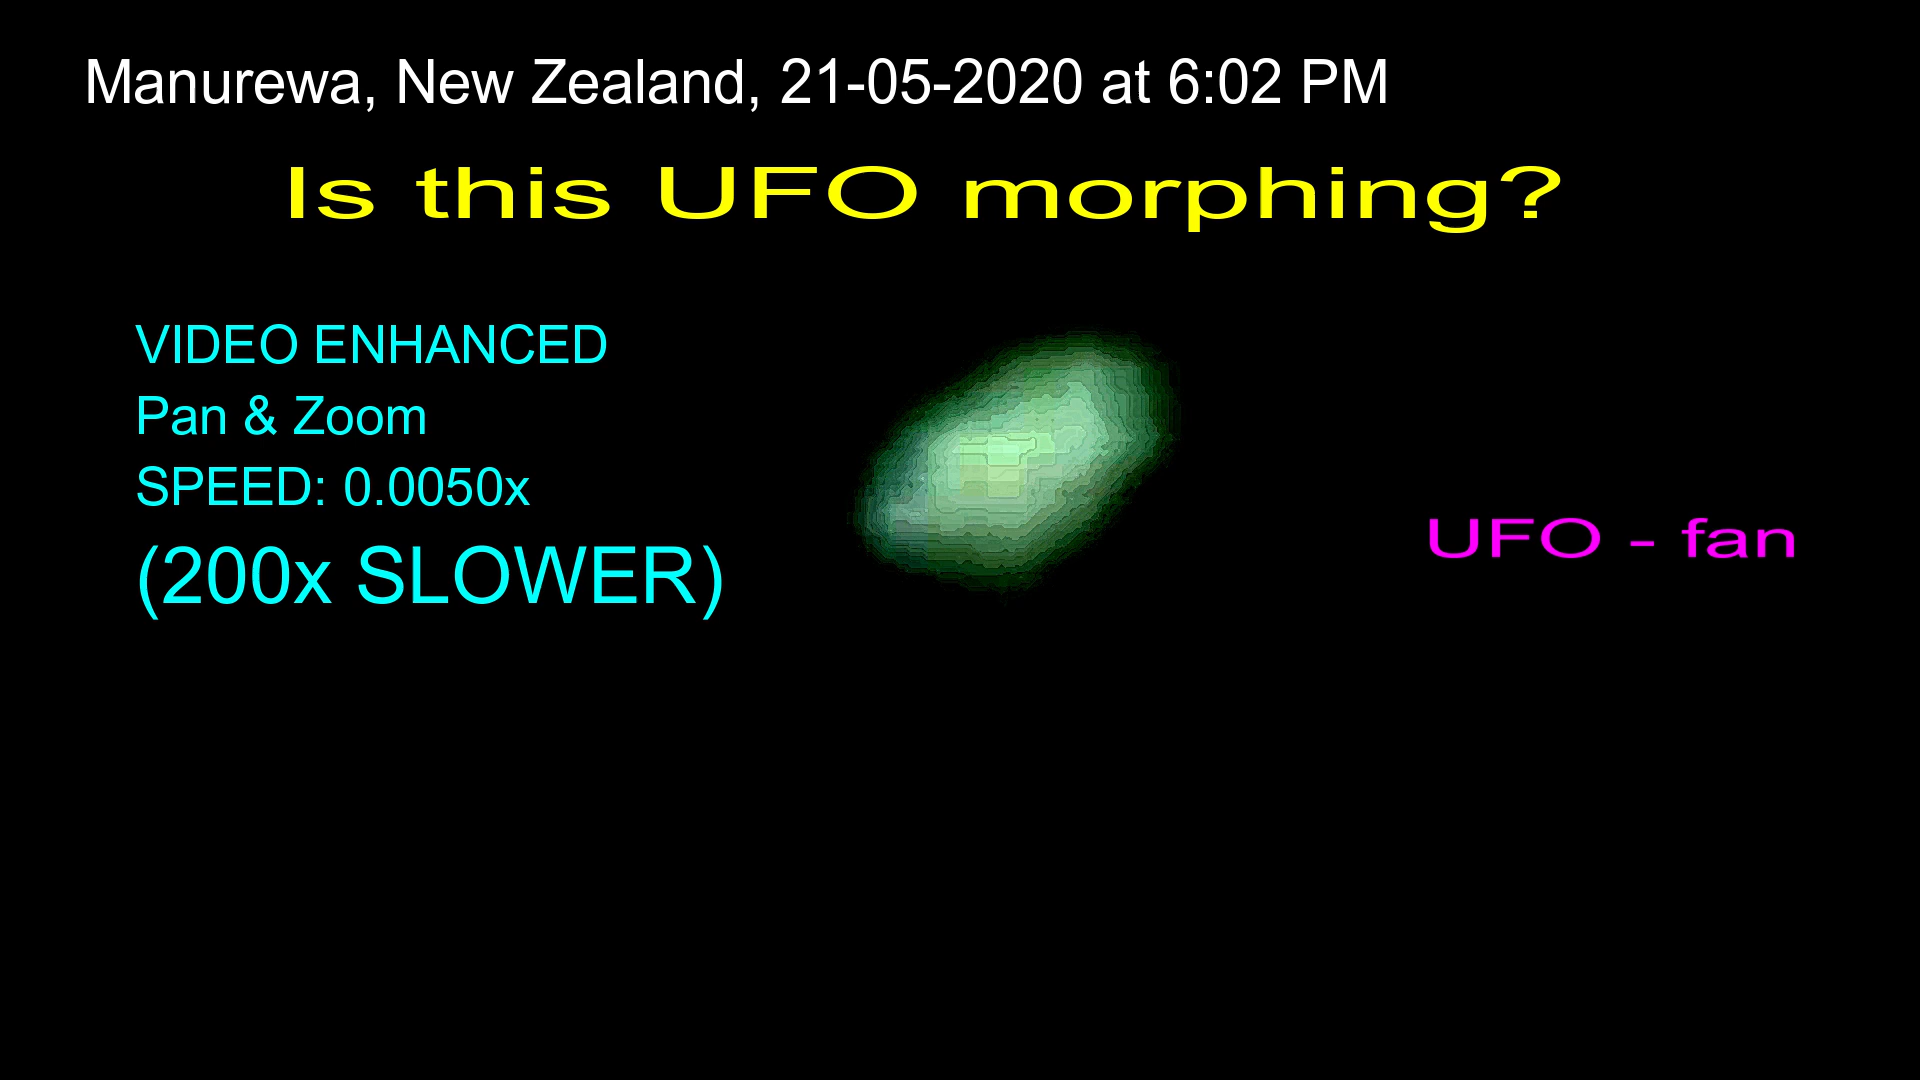 Manurewa, New Zealand, 21-05-2020 at 6:02 PM
Is this UFO morphing?
VIDEO ENHANCED
Pan & Zoom
SPEED: 0.0050x
(200x SLOWER)
UFO - fan